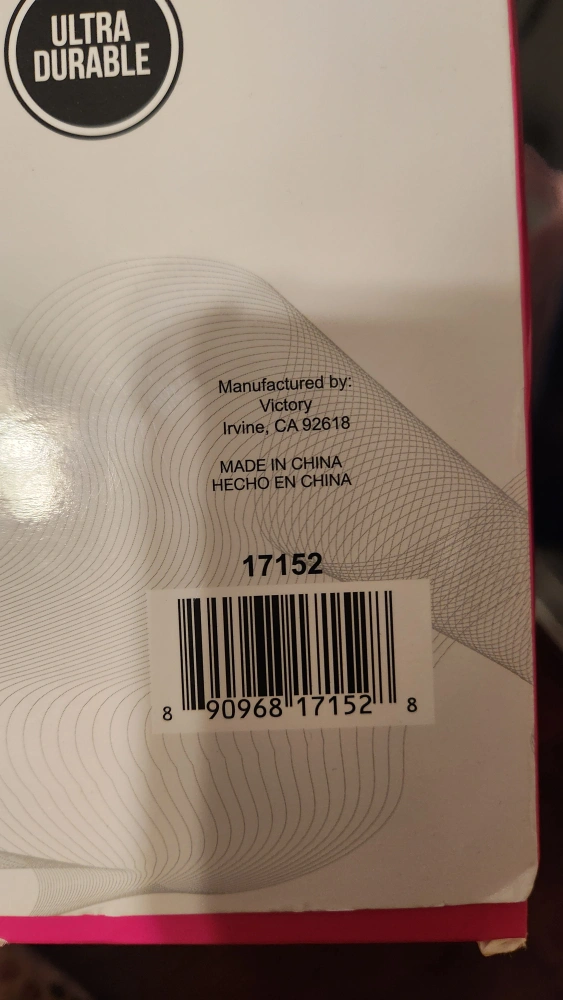 ULTRA
DURABLE
Manufactured by:
Victory
Irvine, CA 92618
MADE IN CHINA
HECHO EN CHINA
17152
8 90968 17152 8